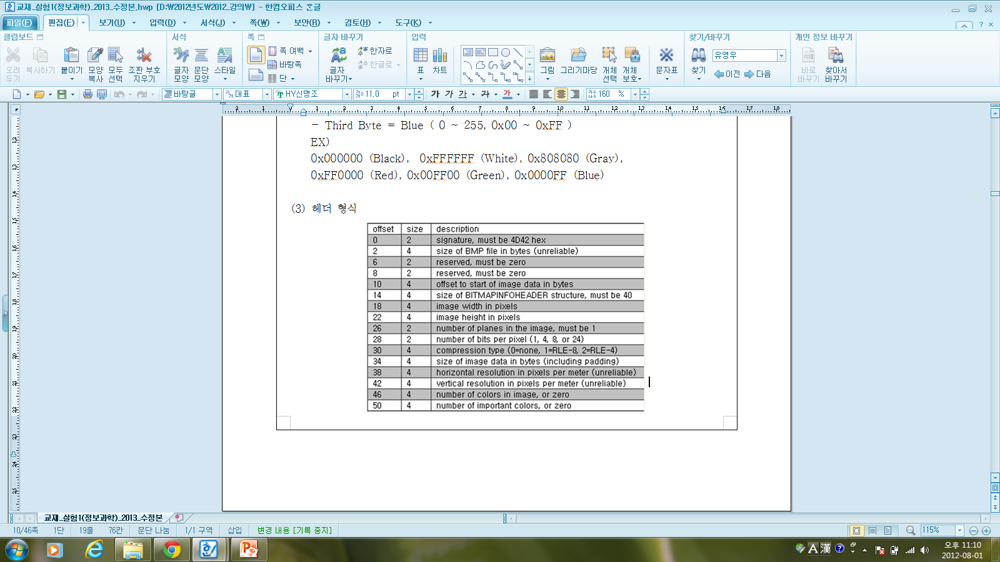 교재_실험1(정보과학)_2013_수정본.hwp [D:\2012년도\2012_강의\] - 한컴오피스 흔글
파일(F) 편집(E) 보기(U) 입력(D) 서식(J) 쪽(W) 보안(R) 검토(H) 도구(K)
클립보드 서식 쪽 글자 바꾸기 입력 찾기/바꾸기 개인 정보 바꾸기
오려 두기 복사하기 붙이기 모양 복사 모두 선택 조판 부호 지우기
글자 모양 문단 모양 스타일
쪽 여백 바탕쪽 단
글자 바꾸기 한자로 한글로
표 차트 그림 그리기마당 개체 선택 개체 보호 문자표
찾기 유영우 이전 다음
바로 바꾸기 찾아서 바꾸기
바탕글 대표 HY신명조 11.0 pt 가 가 가 가 가 160 %
- Third Byte = Blue ( 0 ~ 255, 0x00 ~ 0xFF )
EX)
0x000000 (Black), 0xFFFFFF (White), 0x808080 (Gray),
0xFF0000 (Red), 0x00FF00 (Green), 0x0000FF (Blue)
(3) 헤더 형식
offset size description
0 2 signature, must be 4D42 hex
2 4 size of BMP file in bytes (unreliable)
6 2 reserved, must be zero
8 2 reserved, must be zero
10 4 offset to start of image data in bytes
14 4 size of BITMAPINFOHEADER structure, must be 40
18 4 image width in pixels
22 4 image height in pixels
26 2 number of planes in the image, must be 1
28 2 number of bits per pixel (1, 4, 8, or 24)
30 4 compression type (0=none, 1=RLE-8, 2=RLE-4)
34 4 size of image data in bytes (including padding)
38 4 horizontal resolution in pixels per meter (unreliable)
42 4 vertical resolution in pixels per meter (unreliable)
46 4 number of colors in image, or zero
50 4 number of important colors, or zero
교재_실험1(정보과학)_2013_수정본
10/46쪽 1단 19줄 76칸 문단 나눔 1/1 구역 삽입 변경 내용 [기록 중지] 115%
A 漢 오후 11:10
2012-08-01